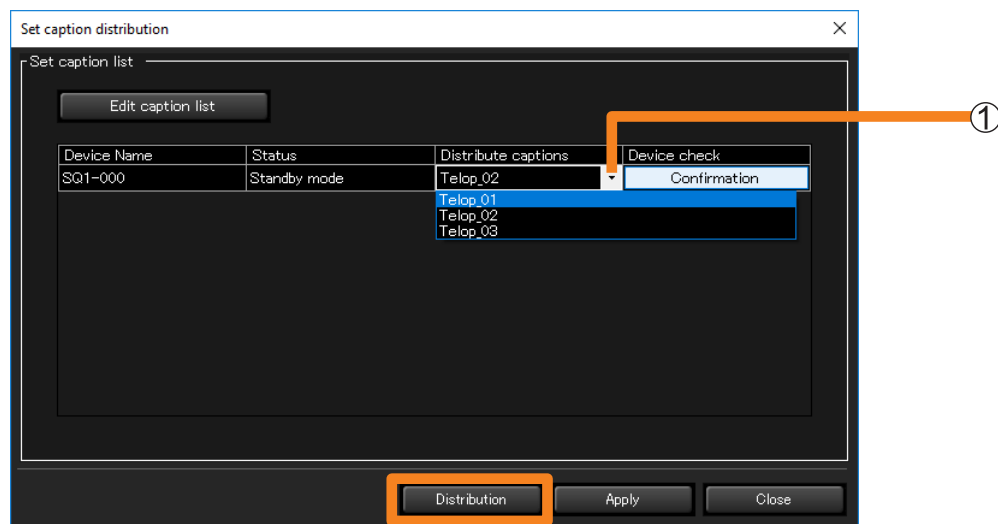 Set caption distribution
Set caption list
Edit caption list
①
Device Name Status Distribute captions Device check
SQ1-000 Standby mode Telop_02 Confirmation
Telop_01
Telop_02
Telop_03
Distribution Apply Close